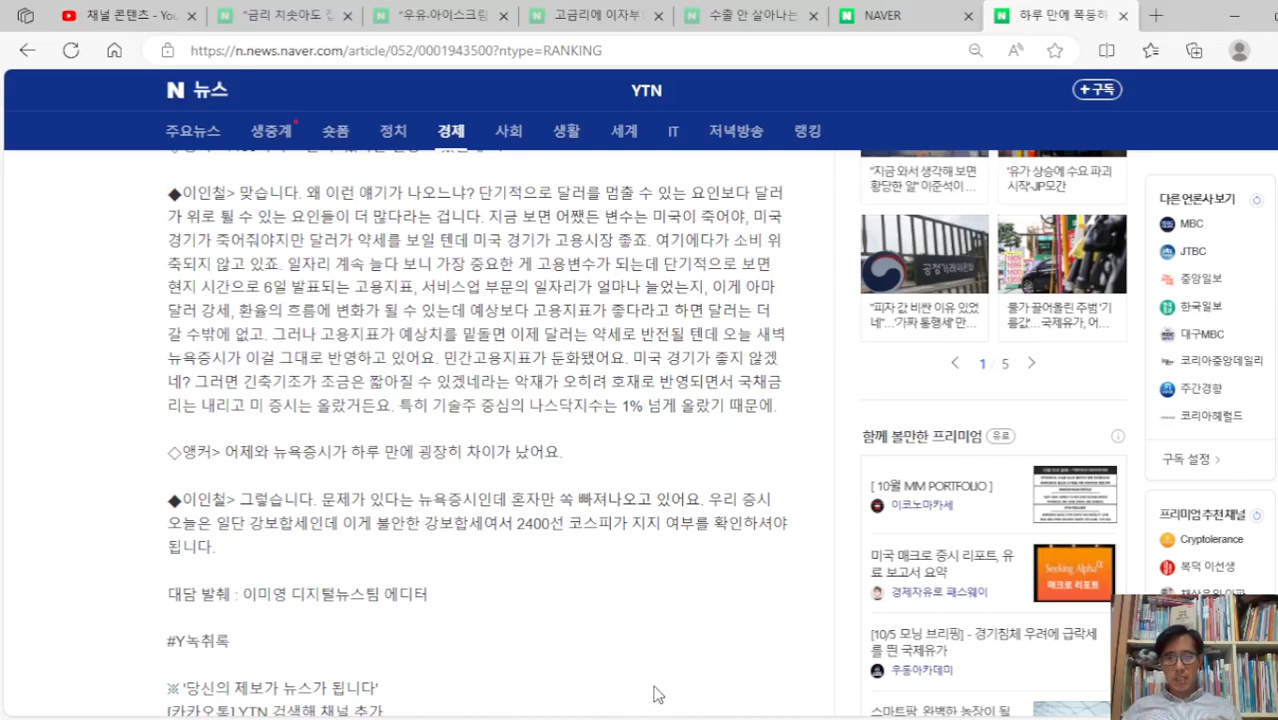 채널 콘텐츠 - You
"금리 치솟아도 집
"우유·아이스크림
고금리에 이자부
수출 안 살아나는
NAVER
하루 만에 폭등하
https://n.news.naver.com/article/052/0001943500?ntype=RANKING
N 뉴스
YTN
+구독
주요뉴스 생중계 숏폼 정치 경제 사회 생활 세계 IT 저녁방송 랭킹
◆이인철> 맞습니다. 왜 이런 얘기가 나오느냐? 단기적으로 달러를 멈출 수 있는 요인보다 달러
가 위로 튈 수 있는 요인들이 더 많다라는 겁니다. 지금 보면 어쨌든 변수는 미국이 죽어야, 미국
경기가 죽어줘야지만 달러가 약세를 보일 텐데 미국 경기가 고용시장 좋죠. 여기에다가 소비 위
축되지 않고 있죠. 일자리 계속 늘다 보니 가장 중요한 게 고용변수가 되는데 단기적으로 보면
현지 시간으로 6일 발표되는 고용지표, 서비스업 부문의 일자리가 얼마나 늘었는지, 이게 아마
달러 강세, 환율의 흐름에 변화가 될 수 있는데 예상보다 고용지표가 좋다라고 하면 달러는 더
갈 수밖에 없고. 그러나 고용지표가 예상치를 밑돌면 이제 달러는 약세로 반전될 텐데 오늘 새벽
뉴욕증시가 이걸 그대로 반영하고 있어요. 민간고용지표가 둔화됐어요. 미국 경기가 좋지 않겠
네? 그러면 긴축기조가 조금은 짧아질 수 있겠네라는 악재가 오히려 호재로 반영되면서 국채금
리는 내리고 미 증시는 올랐거든요. 특히 기술주 중심의 나스닥지수는 1% 넘게 올랐기 때문에.
◇앵커> 어제와 뉴욕증시가 하루 만에 굉장히 차이가 났어요.
◆이인철> 그렇습니다. 문제가 있다는 뉴욕증시인데 혼자만 쏙 빠져나오고 있어요. 우리 증시
오늘은 일단 강보합세인데 이게 불안한 강보합세여서 2400선 코스피가 지지 여부를 확인하셔야
됩니다.
대담 발췌 : 이미영 디지털뉴스팀 에디터
#Y녹취록
※ '당신의 제보가 뉴스가 됩니다'
[카카오톡] YTN 검색해 채널 추가
"지금 와서 생각해 보면
황당한 일" 이준석이 …
'유가 상승에 수요 파괴
시작'-JP모간
"피자 값 비싼 이유 있었
네"…'가짜 통행세' 만…
물가 끌어올린 주범 '기
름값'…국제유가, 어…
1 / 5
함께 볼만한 프리미엄 유료
[ 10월 MM PORTFOLIO ]
이코노마카세
미국 매크로 증시 리포트, 유
료 보고서 요약
경제자유로 패스웨이
Seeking Alpha
매크로 리포트
[10/5 모닝 브리핑] - 경기침체 우려에 급락세
를 띈 국제유가
우동아카데미
스마트팜, 완벽한 농장이 될
다른 언론사 보기
MBC
JTBC
중앙일보
한국일보
대구MBC
코리아중앙데일리
주간경향
코리아헤럴드
구독 설정 >
프리미엄 추천 채널
Cryptolerance
복덕 이선생